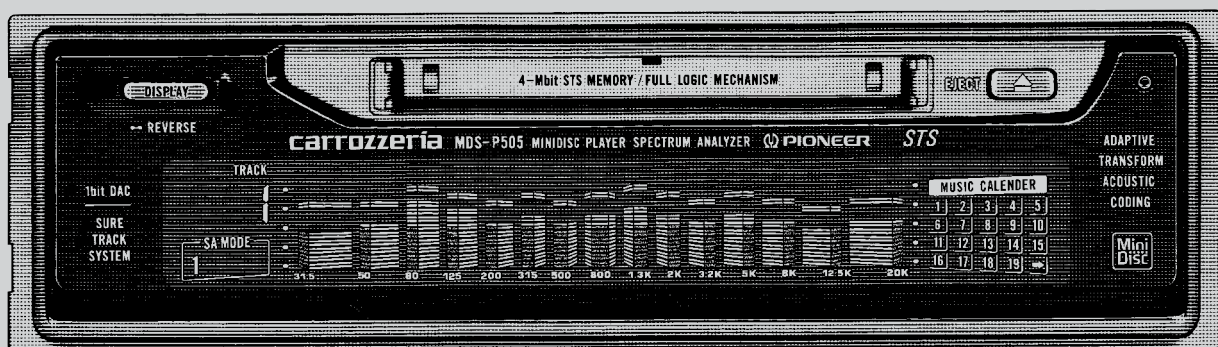 4-Mbit STS MEMORY / FULL LOGIC MECHANISM
EJECT
DISPLAY
REVERSE
carrozzeria MDS-P505 MINIDISC PLAYER SPECTRUM ANALYZER PIONEER STS
ADAPTIVE
TRANSFORM
ACOUSTIC
CODING
1bit DAC
SURE
TRACK
SYSTEM
TRACK
1
SA MODE
1
31.5 50 80 125 200 315 500 800 1.3K 2K 3.2K 5K 8K 12.5K 20K
MUSIC CALENDER
1 2 3 4 5
6 7 8 9 10
11 12 13 14 15
16 17 18 19
Mini
Disc